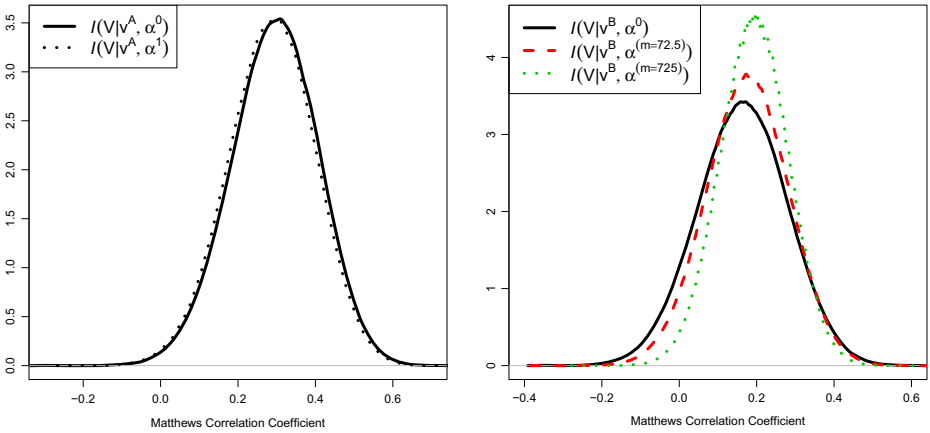 l(V|v^A, α^0)
l(V|v^A, α^1)
3.5
3.0
2.5
2.0
1.5
1.0
0.5
0.0
−0.2 0.0 0.2 0.4 0.6
Matthews Correlation Coefficient
l(V|v^B, α^0)
l(V|v^B, α^(m=72.5))
l(V|v^B, α^(m=725))
4
3
2
1
0
−0.4 −0.2 0.0 0.2 0.4 0.6
Matthews Correlation Coefficient